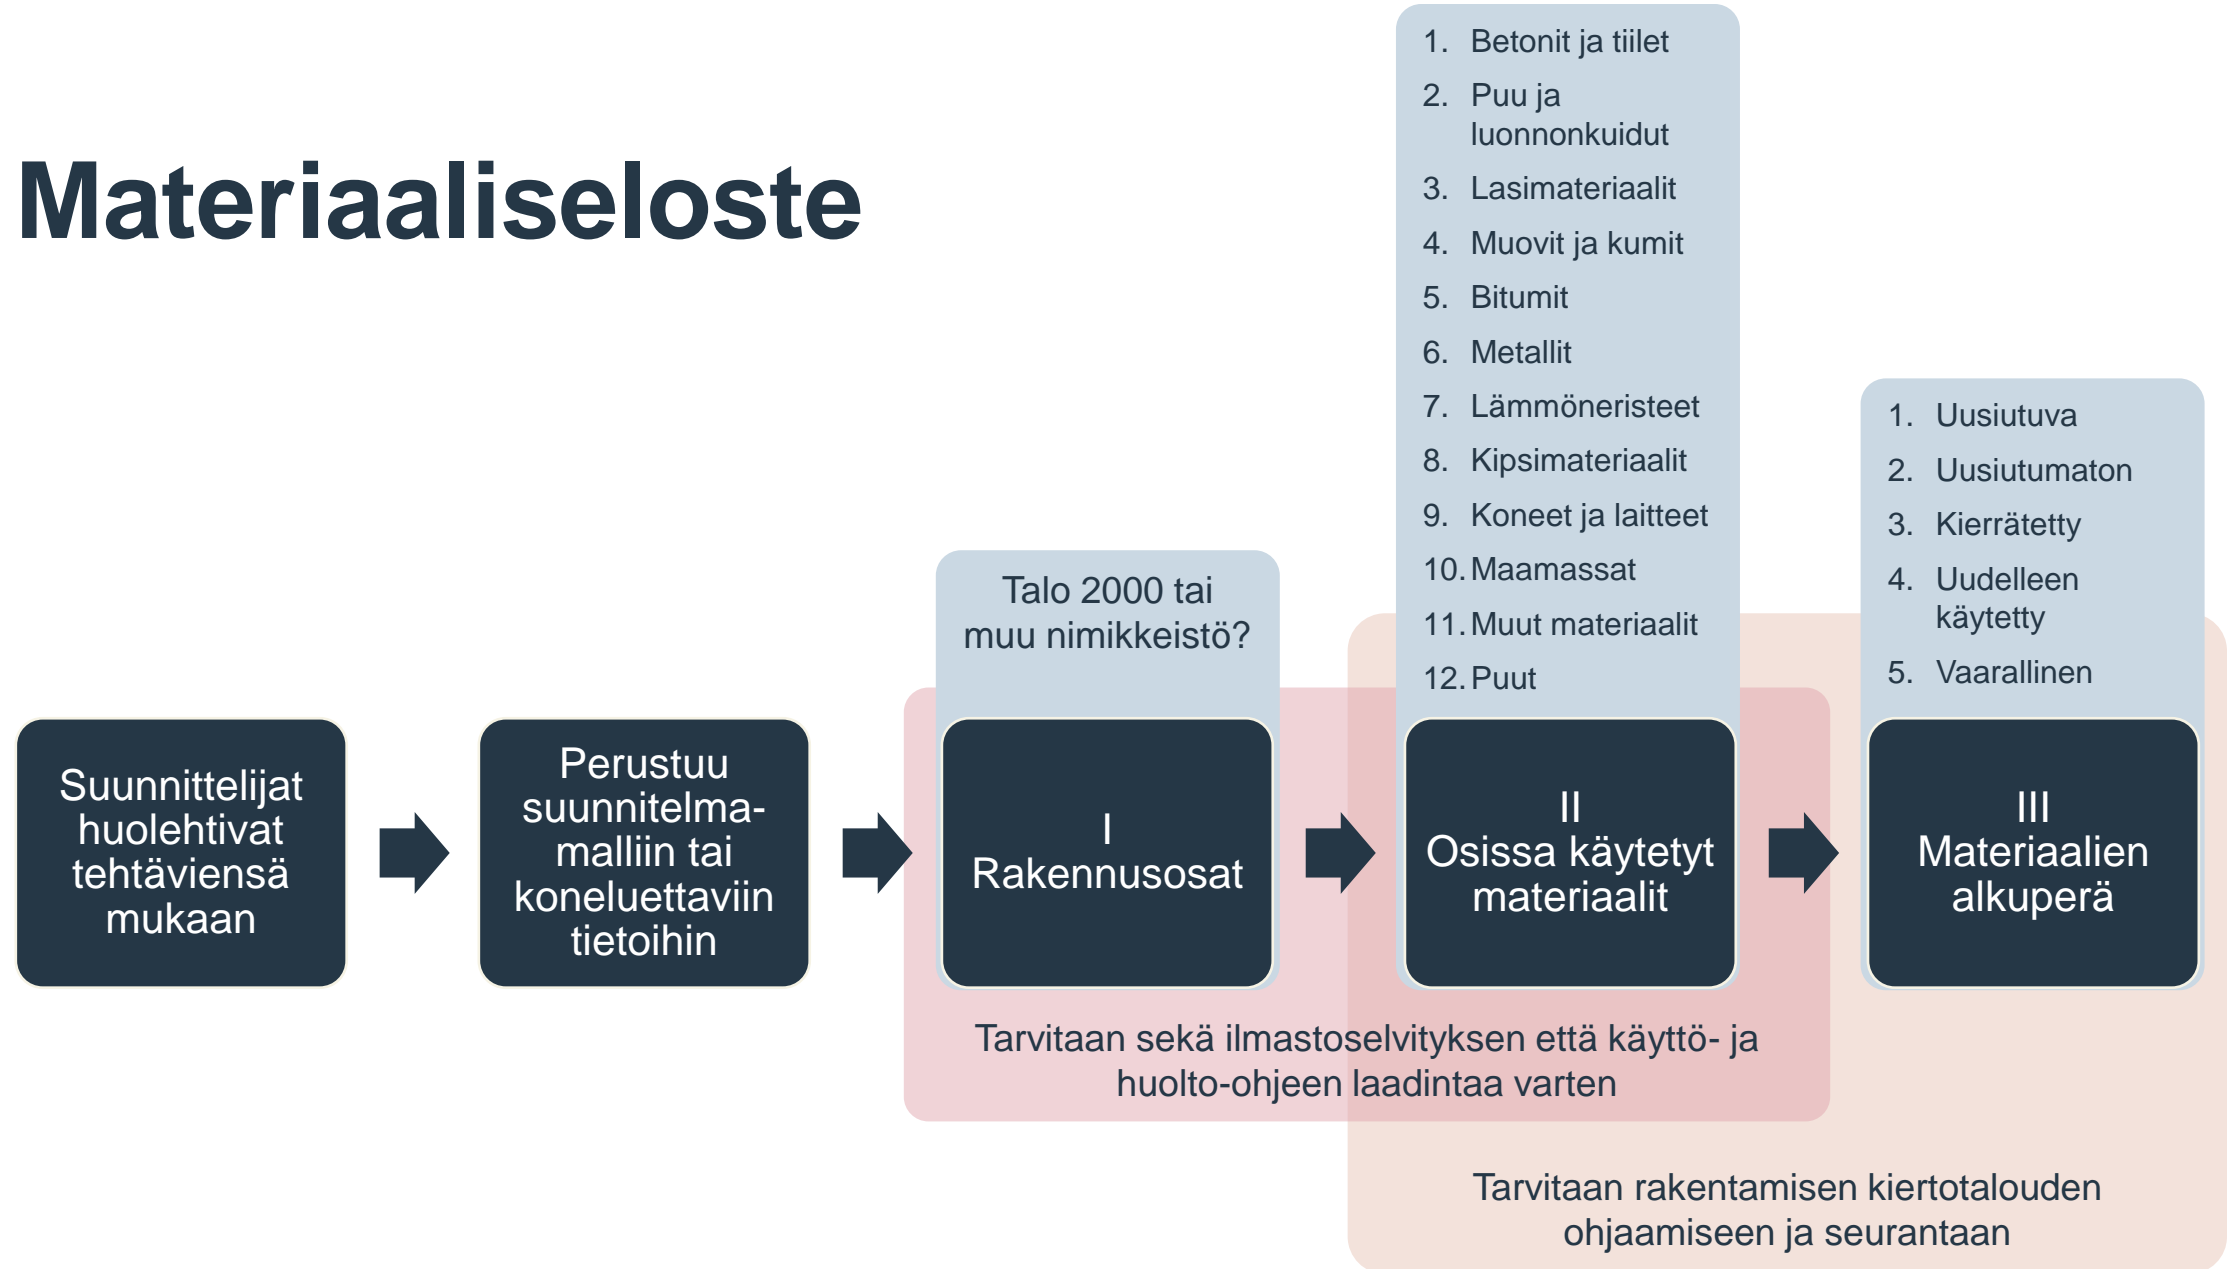 Materiaaliseloste
Suunnittelijat
huolehtivat
tehtäviensä
mukaan
Perustuu
suunnitelma-
malliin tai
koneluettaviin
tietoihin
Talo 2000 tai
muu nimikkeistö?
I
Rakennusosat
1. Betonit ja tiilet
2. Puu ja
luonnonkuidut
3. Lasimateriaalit
4. Muovit ja kumit
5. Bitumit
6. Metallit
7. Lämmöneristeet
8. Kipsimateriaalit
9. Koneet ja laitteet
10. Maamassat
11. Muut materiaalit
12. Puut
II
Osissa käytetyt
materiaalit
1. Uusiutuva
2. Uusiutumaton
3. Kierrätetty
4. Uudelleen
käytetty
5. Vaarallinen
III
Materiaalien
alkuperä
Tarvitaan sekä ilmastoselvityksen että käyttö- ja
huolto-ohjeen laadintaa varten
Tarvitaan rakentamisen kiertotalouden
ohjaamiseen ja seurantaan